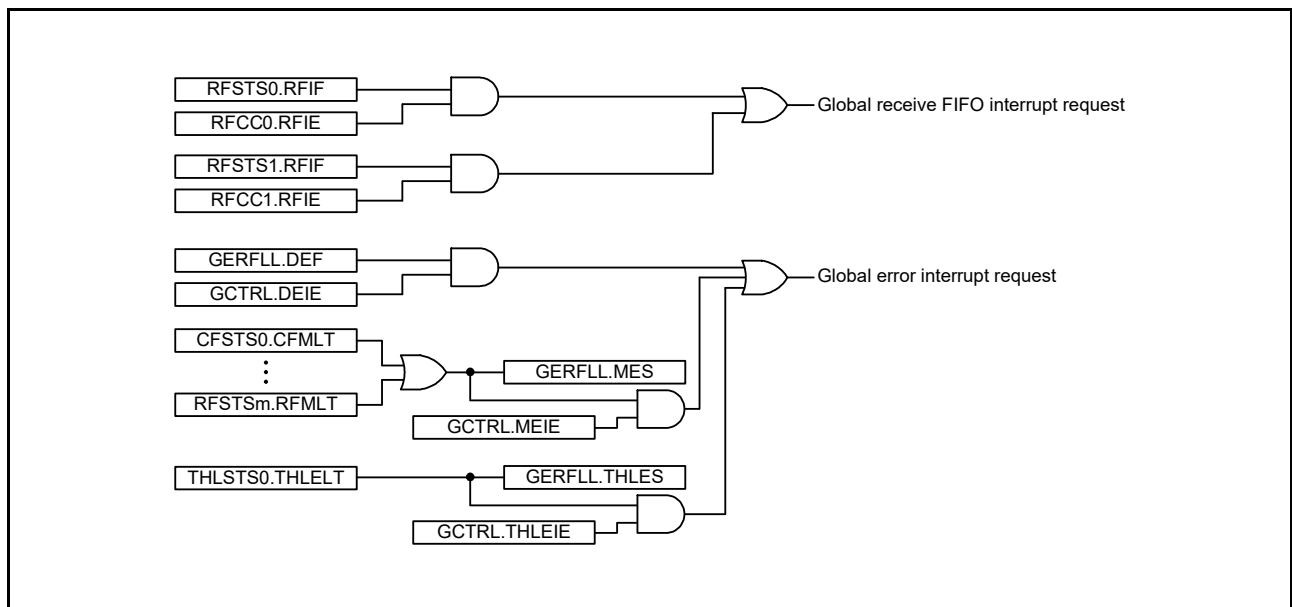 RFSTS0.RFIF
RFCC0.RFIE
Global receive FIFO interrupt request
RFSTS1.RFIF
RFCC1.RFIE
GERFLL.DEF
GCTRL.DEIE
Global error interrupt request
CFSTS0.CFMLT
RFSTSm.RFMLT
GERFLL.MES
GCTRL.MEIE
THLSTS0.THLELT
GERFLL.THLES
GCTRL.THLEIE